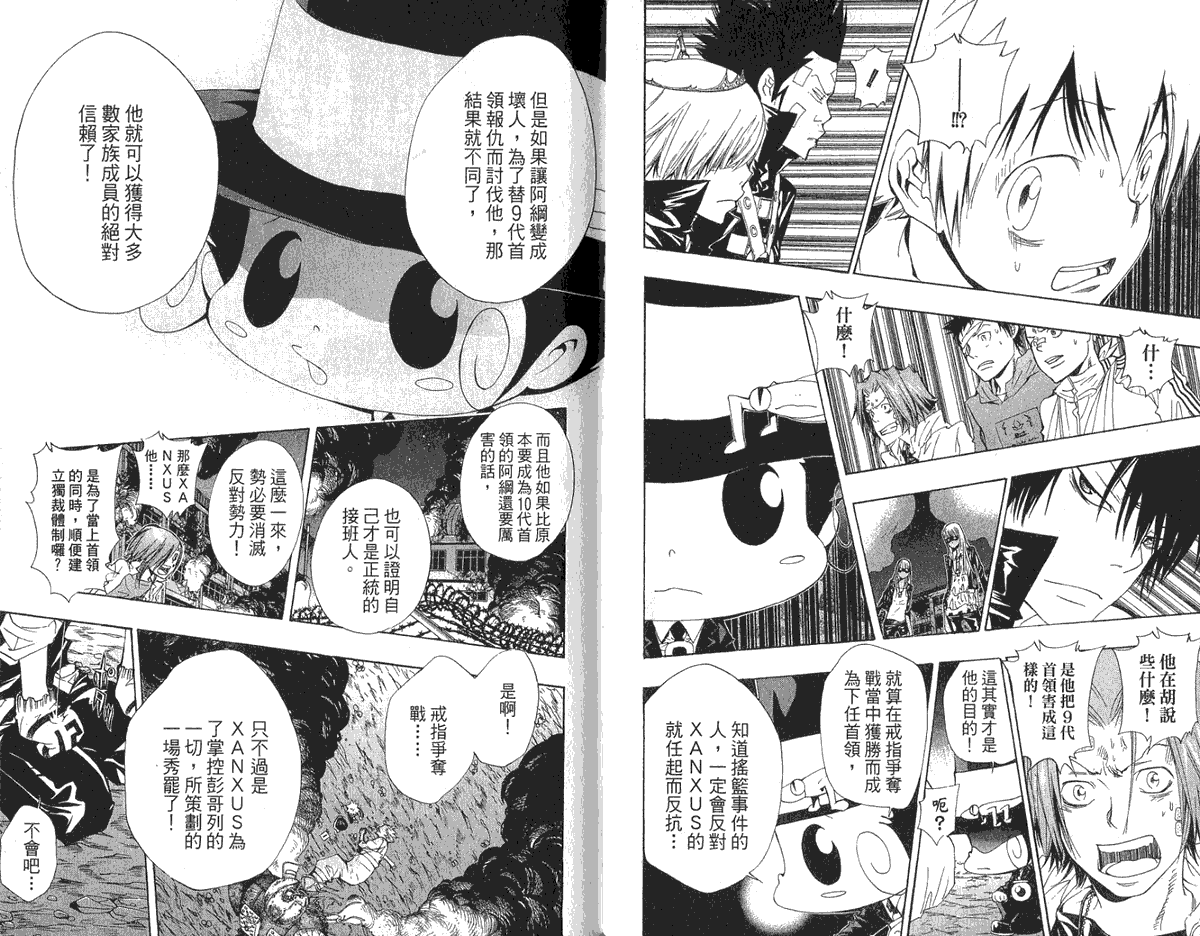 ！
！⁉
什…
什麼！
他在胡說
些什麼！
是他把9代
首領害成這
樣的！
這其實才是
他的目的！
呃？
就算在戒指爭奪
戰當中獲勝而成
為下任首領，
知道搖籃事件的
人，一定會反對
XANXUS的
就任起而反抗…
但是如果讓阿綱變成
壞人，為了替9代首
領報仇而討伐他，那
結果就不同了，
他就可以獲得大多
數家族成員的絕對
信賴了！
而且他如果比原
本要成為10代首
領的阿綱還要厲
害的話，
也可以證明自
己才是正統的
接班人。
這麼一來，
勢必要消滅
反對勢力！
那麼XA
NXUS
他……
是為了當上首領
的同時，順便建
立獨裁體制囉？
是啊！
戒指爭奪
戰……
只不過是
XANXUS為
了掌控彭哥列的
一切，所策劃的
一場秀罷了！
不會吧…